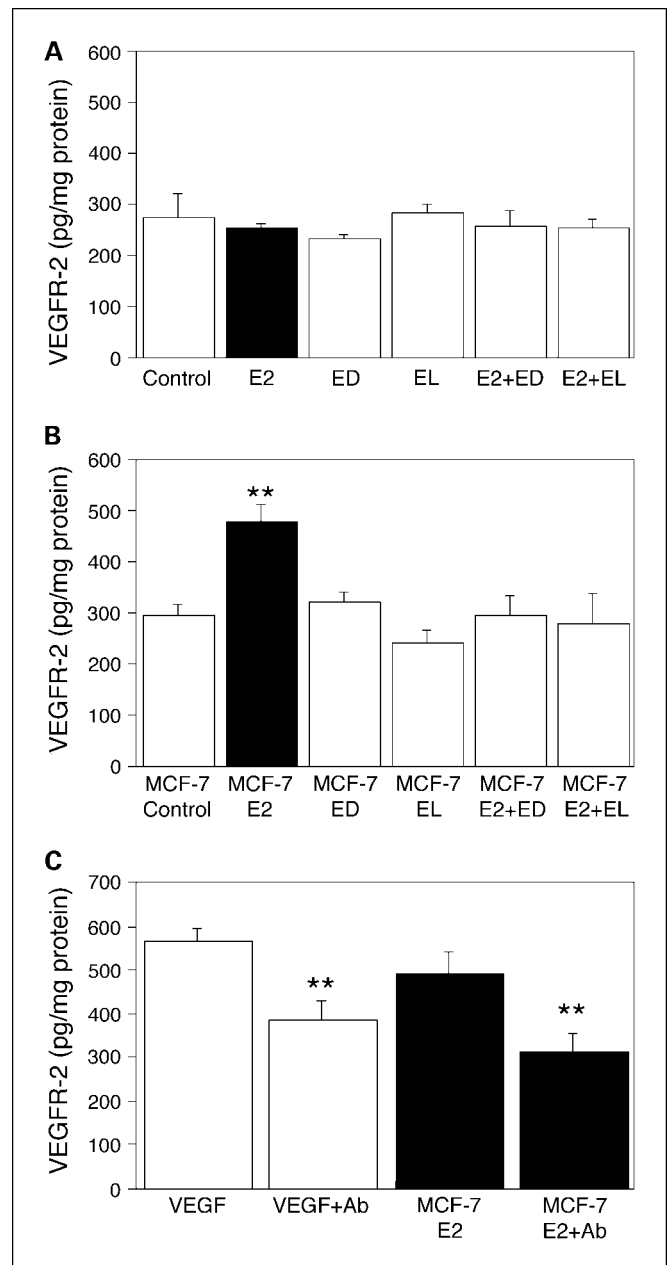 A
VEGFR-2 (pg/mg protein)
600
500
400
300
200
100
0
Control E2 ED EL E2+ED E2+EL
B
VEGFR-2 (pg/mg protein)
600
500
**
400
300
200
100
0
MCF-7 MCF-7 MCF-7 MCF-7 MCF-7 MCF-7
Control E2 ED EL E2+ED E2+EL
C
VEGFR-2 (pg/mg protein)
700
600
500
**
400
**
300
200
100
0
VEGF VEGF+Ab MCF-7 MCF-7
E2 E2+Ab